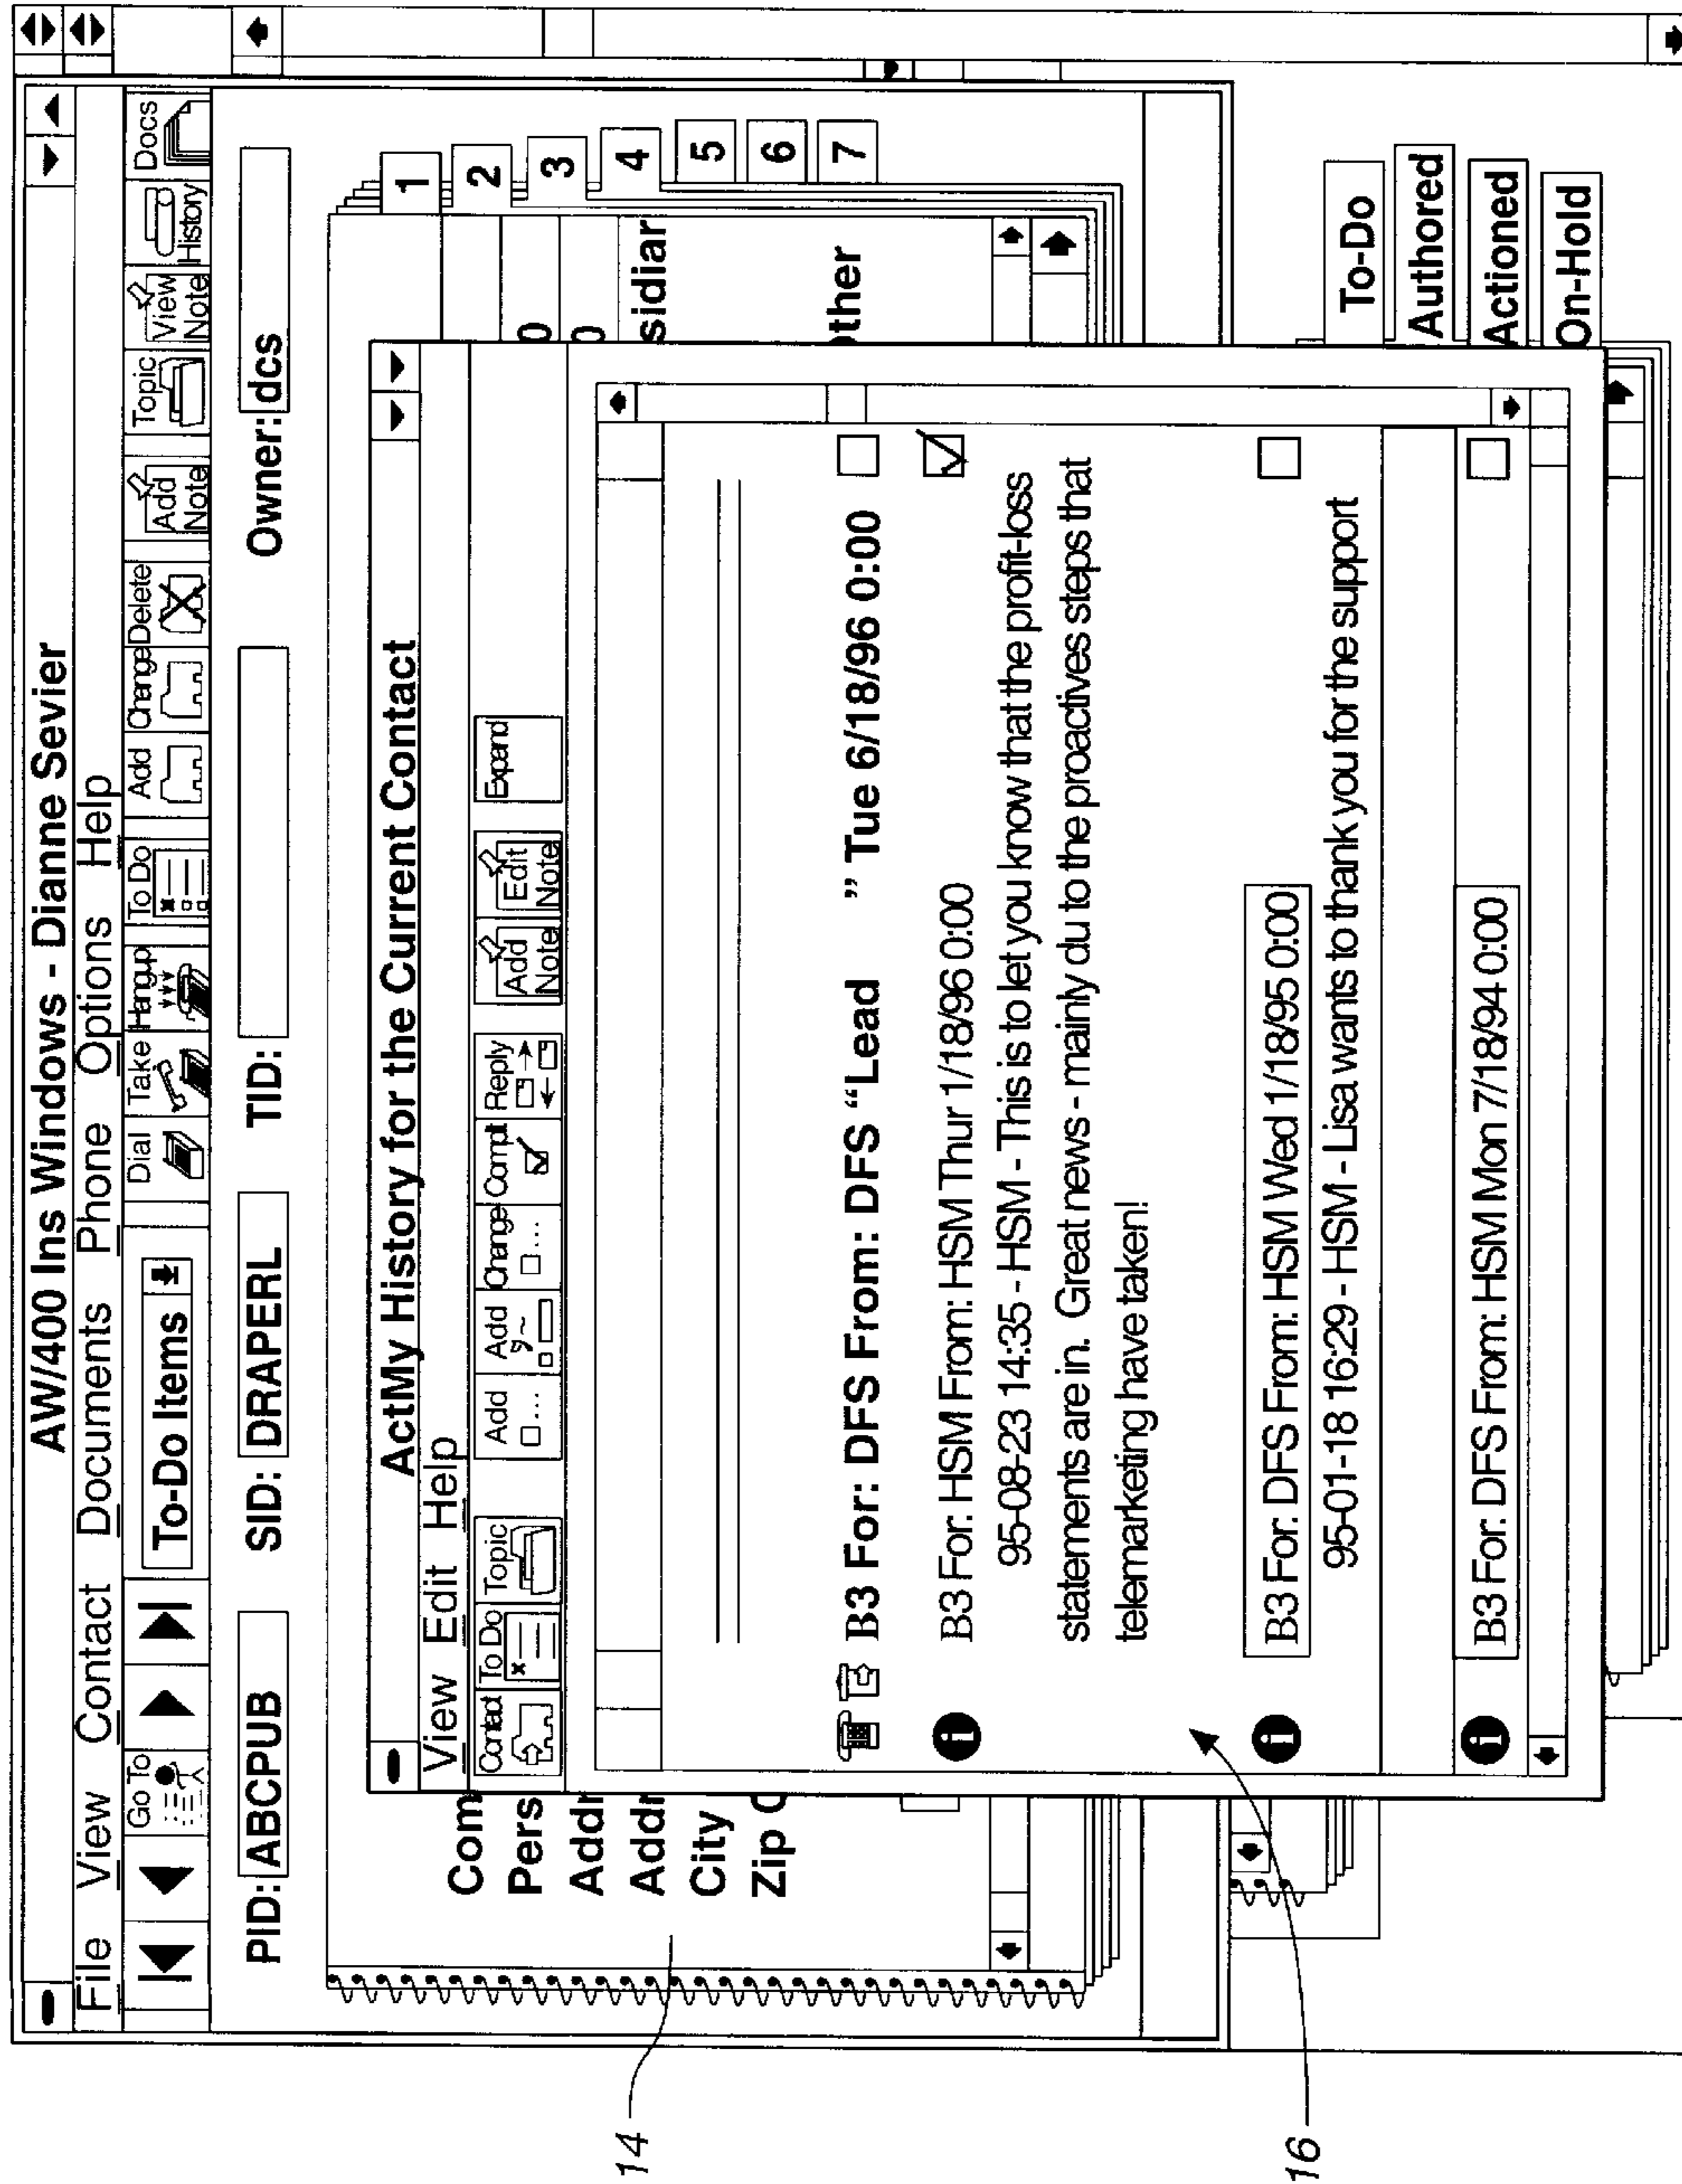 AW/400 Ins Windows - Dianne Sevier
File View Contact Documents Phone Options Help
Go To To-Do Items Dial Take Hangup To Do Add Change Delete Add Note Topic View Note History Docs
PID: ABCPUB SID: DRAPERL TID: Owner: dcs
1
2
3
4
5
6
7
Com
Pers
Addr
Addr
City
Zip C
0
0
sidiar
other
ActMy History for the Current Contact
View Edit Help
Contact To Do Topic Add Add Change Compt Reply Add Note Edit Note Expand
B3 For: DFS From: DFS “Lead ” Tue 6/18/96 0:00
B3 For: HSM From: HSM Thur 1/18/96 0:00
95-08-23 14:35 - HSM - This is to let you know that the profit-loss
statements are in. Great news - mainly du to the proactives steps that
telemarketing have taken!
B3 For: DFS From: HSM Wed 1/18/95 0:00
95-01-18 16:29 - HSM - Lisa wants to thank you for the support
B3 For: DFS From: HSM Mon 7/18/94 0:00
To-Do
Authored
Actioned
On-Hold
14
16